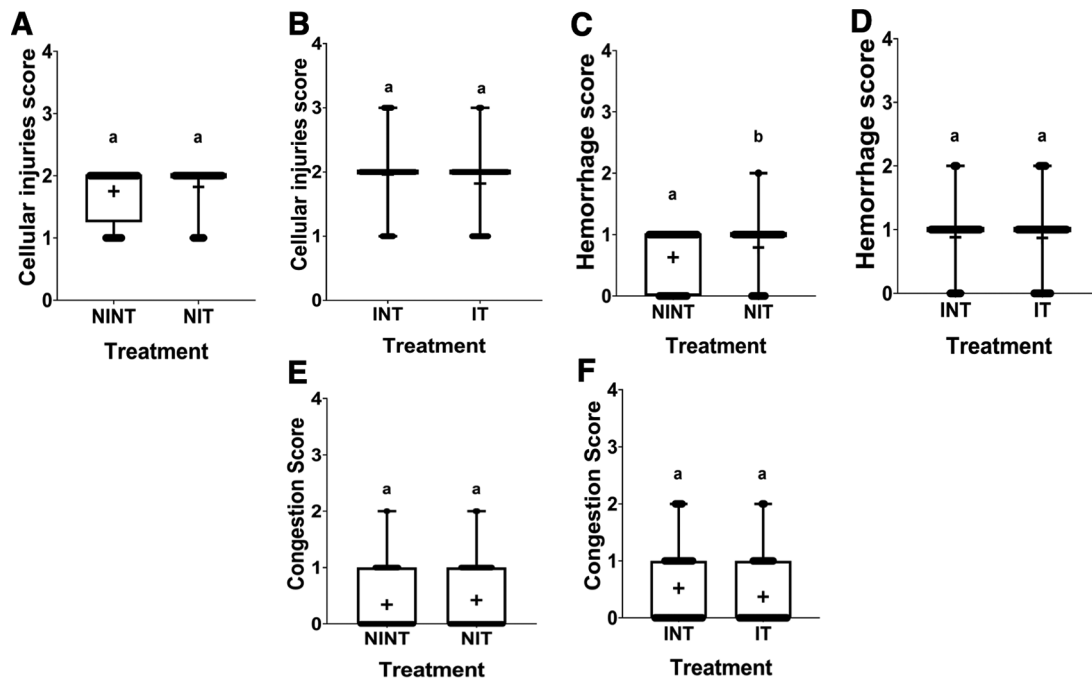 A
Cellular injuries score
4
3
2
1
0
a
a
NINT
NIT
Treatment
B
Cellular injuries score
4
3
2
1
0
a
a
INT
IT
Treatment
C
Hemorrhage score
4
3
2
1
0
a
b
NINT
NIT
Treatment
D
Hemorrhage score
4
3
2
1
0
a
a
INT
IT
Treatment
E
Congestion Score
4
3
2
1
0
a
a
NINT
NIT
Treatment
F
Congestion Score
4
3
2
1
0
a
a
INT
IT
Treatment